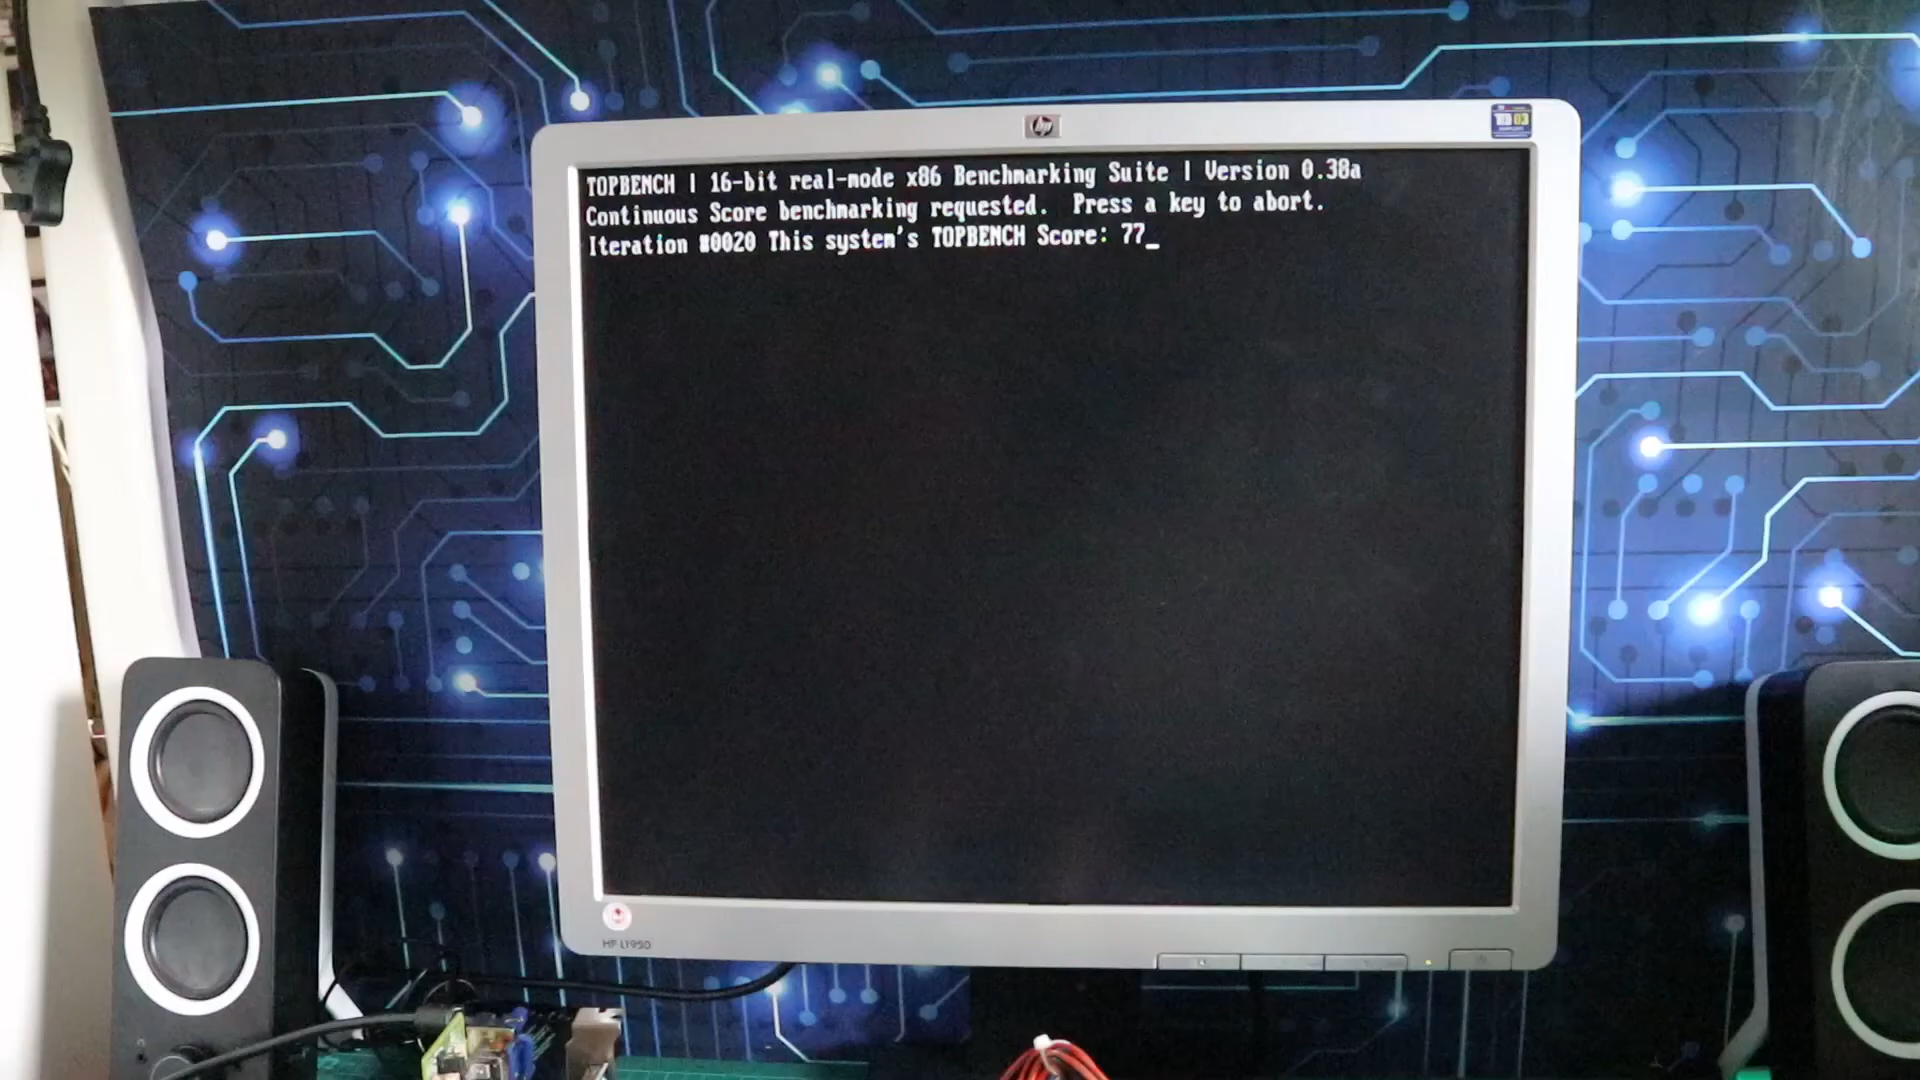 hp
TOPBENCH | 16-bit real-mode x86 Benchmarking Suite | Version 0.38a
Continuous Score benchmarking requested.  Press a key to abort.
Iteration #0020 This system's TOPBENCH Score: 77_
HP L1950